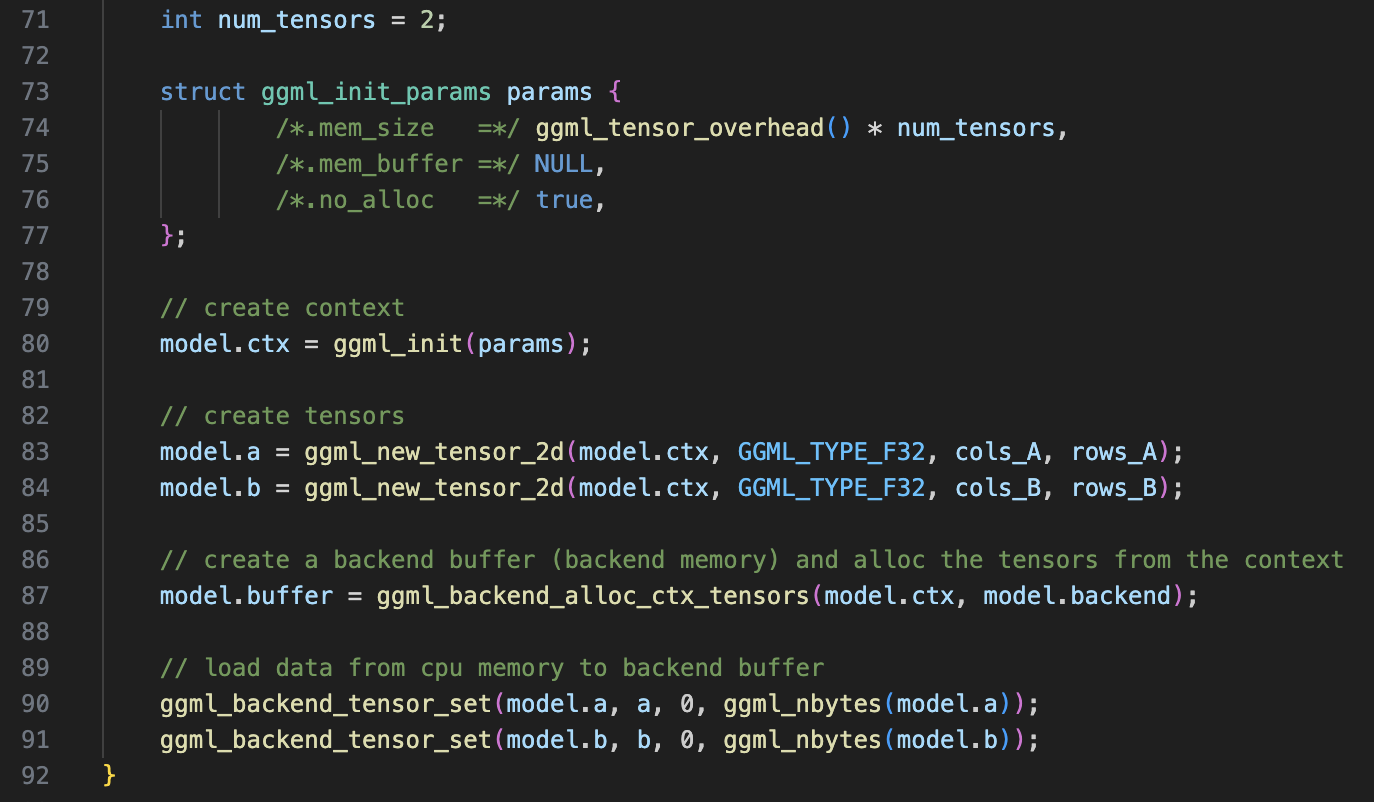 71 int num_tensors = 2;
72
73 struct ggml_init_params params {
74 /*.mem_size   =*/ ggml_tensor_overhead() * num_tensors,
75 /*.mem_buffer =*/ NULL,
76 /*.no_alloc   =*/ true,
77 };
78
79 // create context
80 model.ctx = ggml_init(params);
81
82 // create tensors
83 model.a = ggml_new_tensor_2d(model.ctx, GGML_TYPE_F32, cols_A, rows_A);
84 model.b = ggml_new_tensor_2d(model.ctx, GGML_TYPE_F32, cols_B, rows_B);
85
86 // create a backend buffer (backend memory) and alloc the tensors from the context
87 model.buffer = ggml_backend_alloc_ctx_tensors(model.ctx, model.backend);
88
89 // load data from cpu memory to backend buffer
90 ggml_backend_tensor_set(model.a, a, 0, ggml_nbytes(model.a));
91 ggml_backend_tensor_set(model.b, b, 0, ggml_nbytes(model.b));
92 }